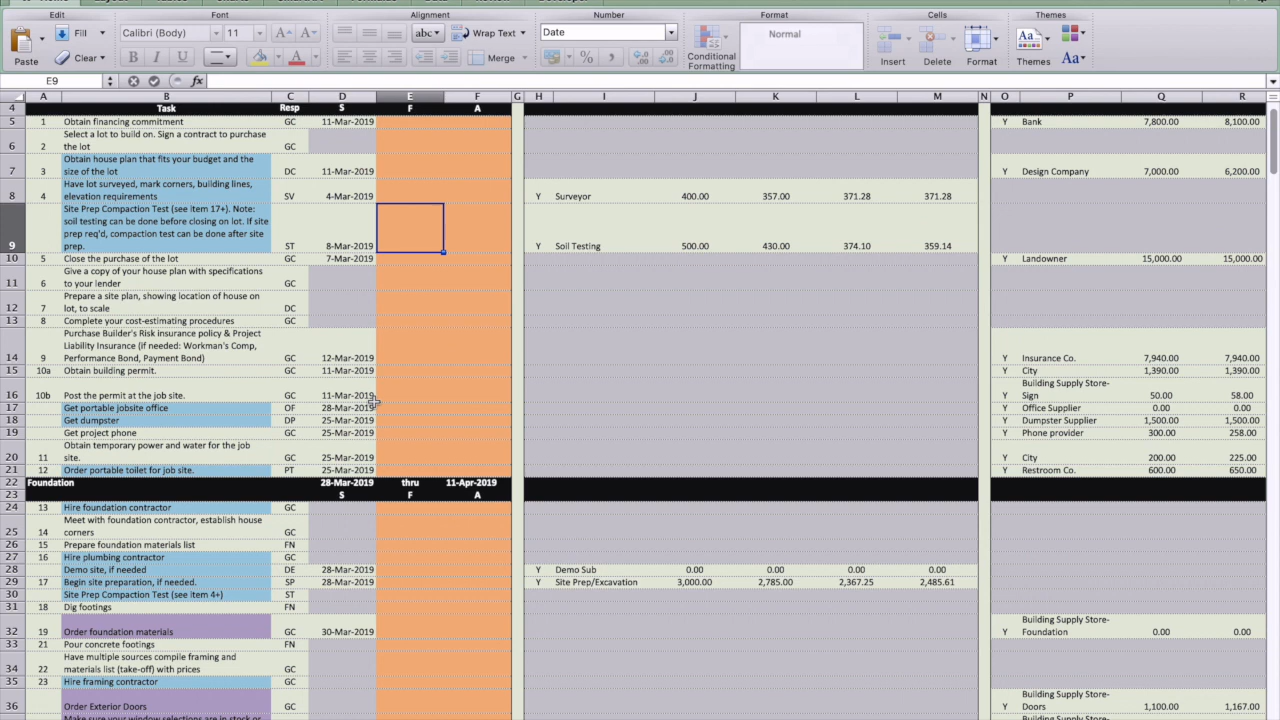 Home Layout Tables Charts SmartArt Formulas Data Review Developer
Edit Font Alignment Number Format Cells Themes
Fill Calibri (Body) 11 abc Wrap Text Date Normal
Paste Clear B I U Merge % Conditional Formatting Insert Delete Format Themes Aa
E9 fx
A B C D E F G H I J K L M N O P Q R
4 Task Resp S F A
5 1 Obtain financing commitment GC 11-Mar-2019 Y Bank 7,800.00 8,100.00
Select a lot to build on. Sign a contract to purchase
6 2 the lot GC
Obtain house plan that fits your budget and the
7 3 size of the lot DC 11-Mar-2019 Y Design Company 7,000.00 6,200.00
Have lot surveyed, mark corners, building lines,
8 4 elevation requirements SV 4-Mar-2019 Y Surveyor 400.00 357.00 371.28 371.28
Site Prep Compaction Test (see item 17+). Note:
soil testing can be done before closing on lot. If site
prep req'd, compaction test can be done after site
9 prep. ST 8-Mar-2019 Y Soil Testing 500.00 430.00 374.10 359.14
10 5 Close the purchase of the lot GC 7-Mar-2019 Y Landowner 15,000.00 15,000.00
Give a copy of your house plan with specifications
11 6 to your lender GC
Prepare a site plan, showing location of house on
12 7 lot, to scale DC
13 8 Complete your cost-estimating procedures GC
Purchase Builder's Risk insurance policy & Project
Liability Insurance (if needed: Workman's Comp,
14 9 Performance Bond, Payment Bond) GC 12-Mar-2019 Y Insurance Co. 7,940.00 7,940.00
15 10a Obtain building permit. GC 11-Mar-2019 Y City 1,390.00 1,390.00
Building Supply Store-
16 10b Post the permit at the job site. GC 11-Mar-2019 Sign 50.00 58.00
17 Get portable jobsite office OF 28-Mar-2019 Y Office Supplier 0.00 0.00
18 Get dumpster DP 25-Mar-2019 Y Dumpster Supplier 1,500.00 1,500.00
19 Get project phone GC 25-Mar-2019 Y Phone provider 300.00 258.00
Obtain temporary power and water for the job
20 11 site. GC 25-Mar-2019 Y City 200.00 225.00
21 12 Order portable toilet for job site. PT 25-Mar-2019 Y Restroom Co. 600.00 650.00
22 Foundation 28-Mar-2019 thru 11-Apr-2019
23 S F A
24 13 Hire foundation contractor GC
Meet with foundation contractor, establish house
25 14 corners GC
26 15 Prepare foundation materials list FN
27 16 Hire plumbing contractor GC
28 Demo site, if needed DE 28-Mar-2019 Y Demo Sub 0.00 0.00 0.00 0.00
29 17 Begin site preparation, if needed. SP 28-Mar-2019 Y Site Prep/Excavation 3,000.00 2,785.00 2,367.25 2,485.61
30 Site Prep Compaction Test (see item 4+) ST
31 18 Dig footings FN
Building Supply Store-
32 19 Order foundation materials GC 30-Mar-2019 Y Foundation 0.00 0.00
33 21 Pour concrete footings FN
Have multiple sources compile framing and
34 22 materials list (take-off) with prices GC
35 23 Hire framing contractor GC
Building Supply Store-
36 Order Exterior Doors GC Y Doors 1,100.00 1,167.00
Make sure your window selections are in stock or Building Supply Store-